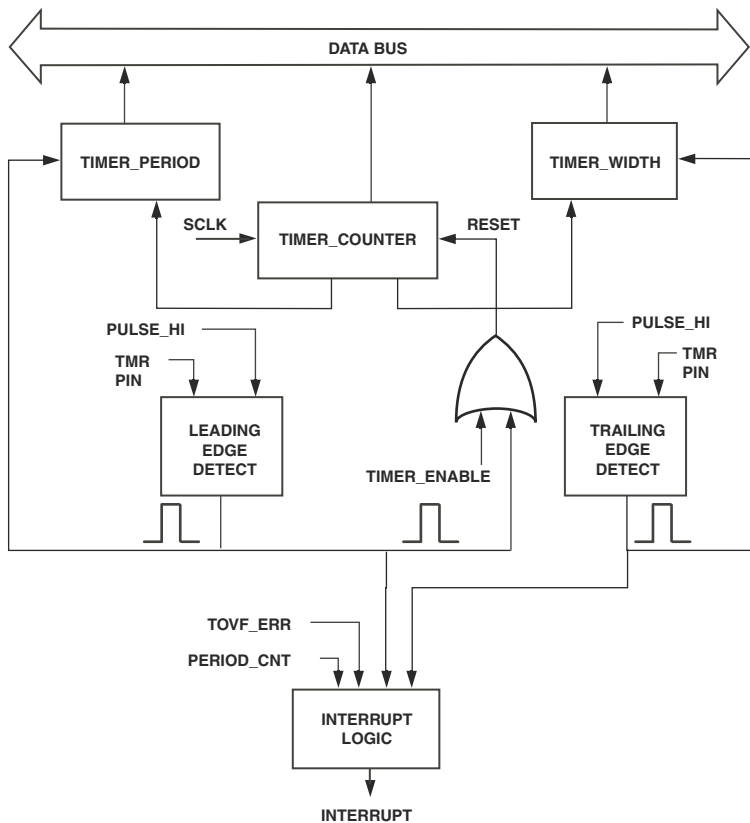 DATA BUS
TIMER_PERIOD
TIMER_WIDTH
SCLK
TIMER_COUNTER
RESET
PULSE_HI
TMR
PIN
LEADING
EDGE
DETECT
TIMER_ENABLE
PULSE_HI
TMR
PIN
TRAILING
EDGE
DETECT
TOVF_ERR
PERIOD_CNT
INTERRUPT
LOGIC
INTERRUPT